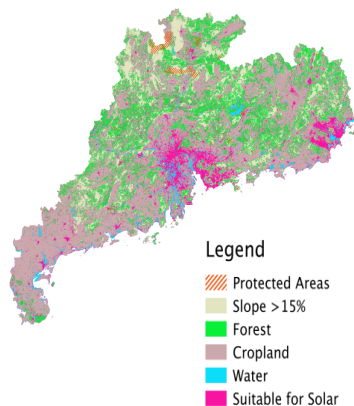 Legend
Protected Areas
Slope >15%
Forest
Cropland
Water
Suitable for Solar